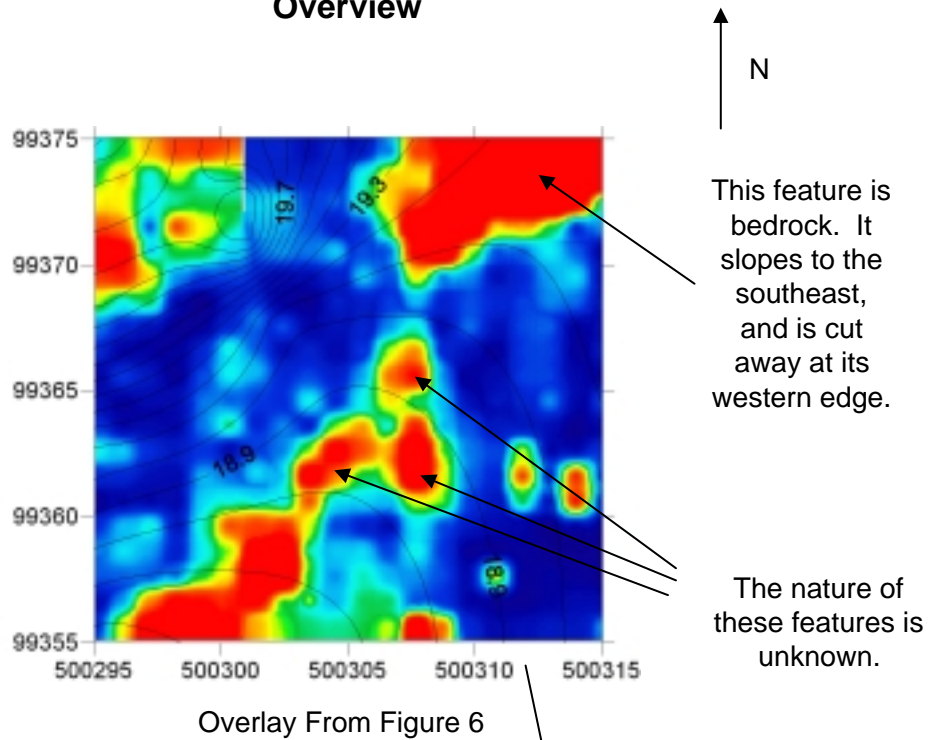 Overview
N
99375
99370
99365
99360
99355
500295
500300
500305
500310
500315
19.7
19.3
18.9
18.9
This feature is
bedrock. It
slopes to the
southeast,
and is cut
away at its
western edge.
The nature of
these features is
unknown.
Overlay From Figure 6